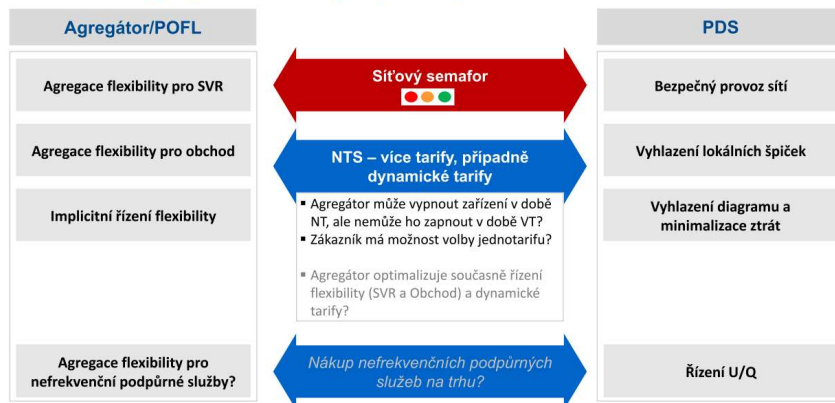 Agregátor/POFL
Agregace flexibility pro SVR
Agregace flexibility pro obchod
Implicitní řízení flexibility
Agregace flexibility pro
nefrekvenční podpůrné služby?
Síťový semafor
NTS – více tarify, případně
dynamické tarify
▪ Agregátor může vypnout zařízení v době
NT, ale nemůže ho zapnout v době VT?
▪ Zákazník má možnost volby jednotarifu?
▪ Agregátor optimalizuje současně řízení
flexibility (SVR a Obchod) a dynamické
tarify?
Nákup nefrekvenčních podpůrných
služeb na trhu?
PDS
Bezpečný provoz sítí
Vyhlazení lokálních špiček
Vyhlazení diagramu a
minimalizace ztrát
Řízení U/Q